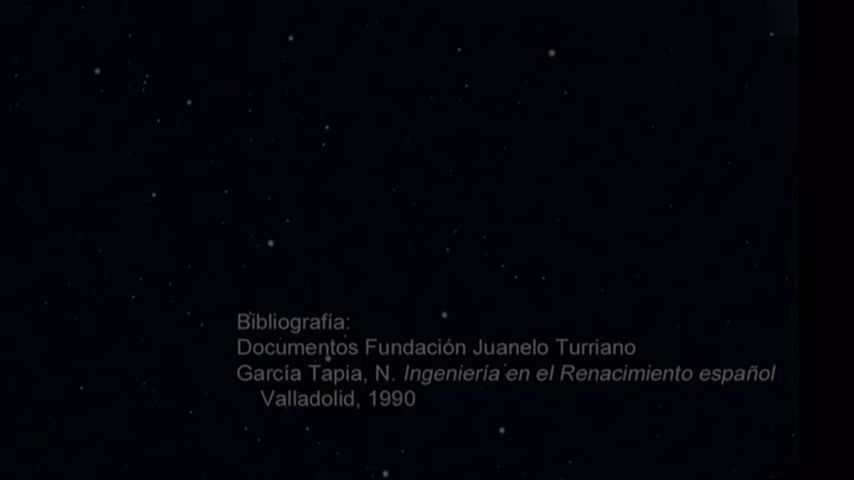 Bibliografía:
Documentos Fundación Juanelo Turriano
García Tapia, N. Ingeniería en el Renacimiento español
Valladolid, 1990